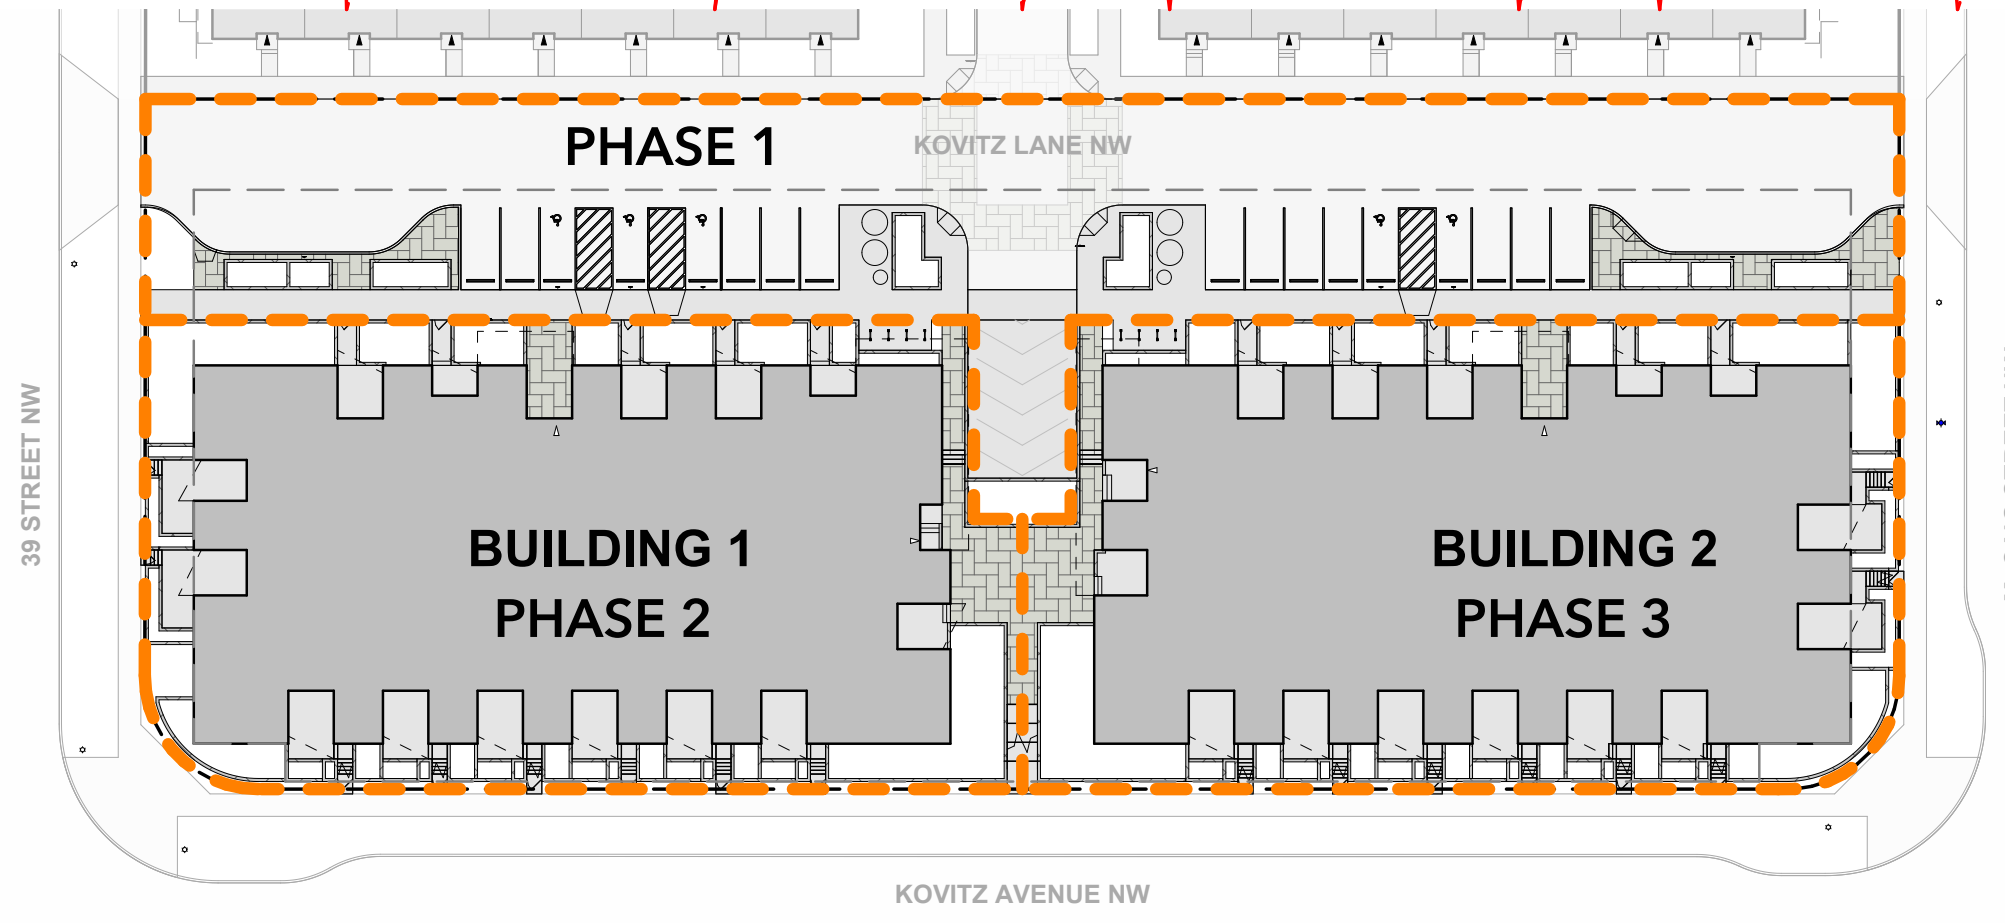 PHASE 1
KOVITZ LANE NW
39 STREET NW
BUILDING 1
PHASE 2
BUILDING 2
PHASE 3
KOVITZ AVENUE NW